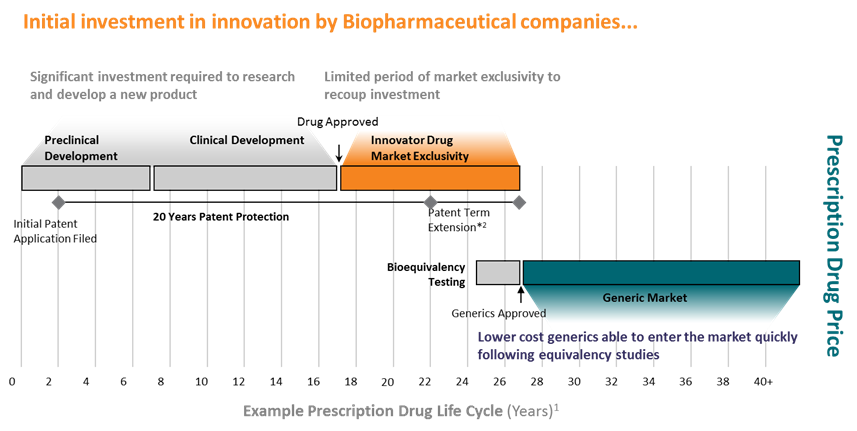 Initial investment in innovation by Biopharmaceutical companies...
Significant investment required to research
and develop a new product
Limited period of market exclusivity to
recoup investment
Drug Approved
Preclinical
Development
Clinical Development
Innovator Drug
Market Exclusivity
Initial Patent
Application Filed
20 Years Patent Protection
Patent Term
Extension*2
Bioequivalency
Testing
Generic Market
Generics Approved
Lower cost generics able to enter the market quickly
following equivalency studies
Prescription Drug Price
0 2 4 6 8 10 12 14 16 18 20 22 24 26 28 30 32 34 36 38 40+
Example Prescription Drug Life Cycle (Years)1